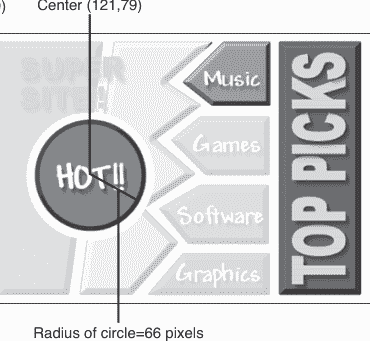 ) Center (121,79)
SUPER
SITE!
Music
Games
HOT!!
Software
Graphics
TOP PICKS
Radius of circle=66 pixels